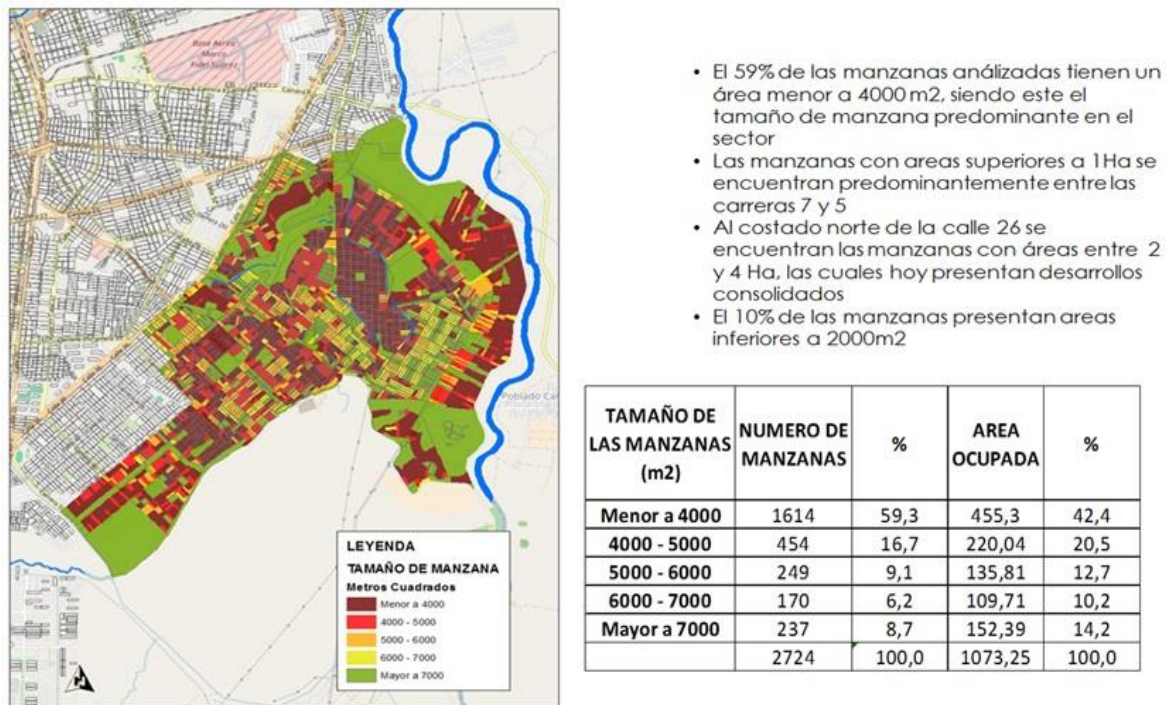 Base Aérea
Marco
Fidel Suárez
Poblado Car
LEYENDA
TAMAÑO DE MANZANA
Metros Cuadrados
Menor a 4000
4000 - 5000
5000 - 6000
6000 - 7000
Mayor a 7000
• El 59% de las manzanas análizadas tienen un
área menor a 4000 m2, siendo este el
tamaño de manzana predominante en el
sector
• Las manzanas con areas superiores a 1Ha se
encuentran predominantemente entre las
carreras 7 y 5
• Al costado norte de la calle 26 se
encuentran las manzanas con áreas entre 2
y 4 Ha, las cuales hoy presentan desarrollos
consolidados
• El 10% de las manzanas presentan areas
inferiores a 2000m2
TAMAÑO DE LAS MANZANAS (m2) NUMERO DE MANZANAS % AREA OCUPADA %
Menor a 4000 1614 59,3 455,3 42,4
4000 - 5000 454 16,7 220,04 20,5
5000 - 6000 249 9,1 135,81 12,7
6000 - 7000 170 6,2 109,71 10,2
Mayor a 7000 237 8,7 152,39 14,2
2724 100,0 1073,25 100,0